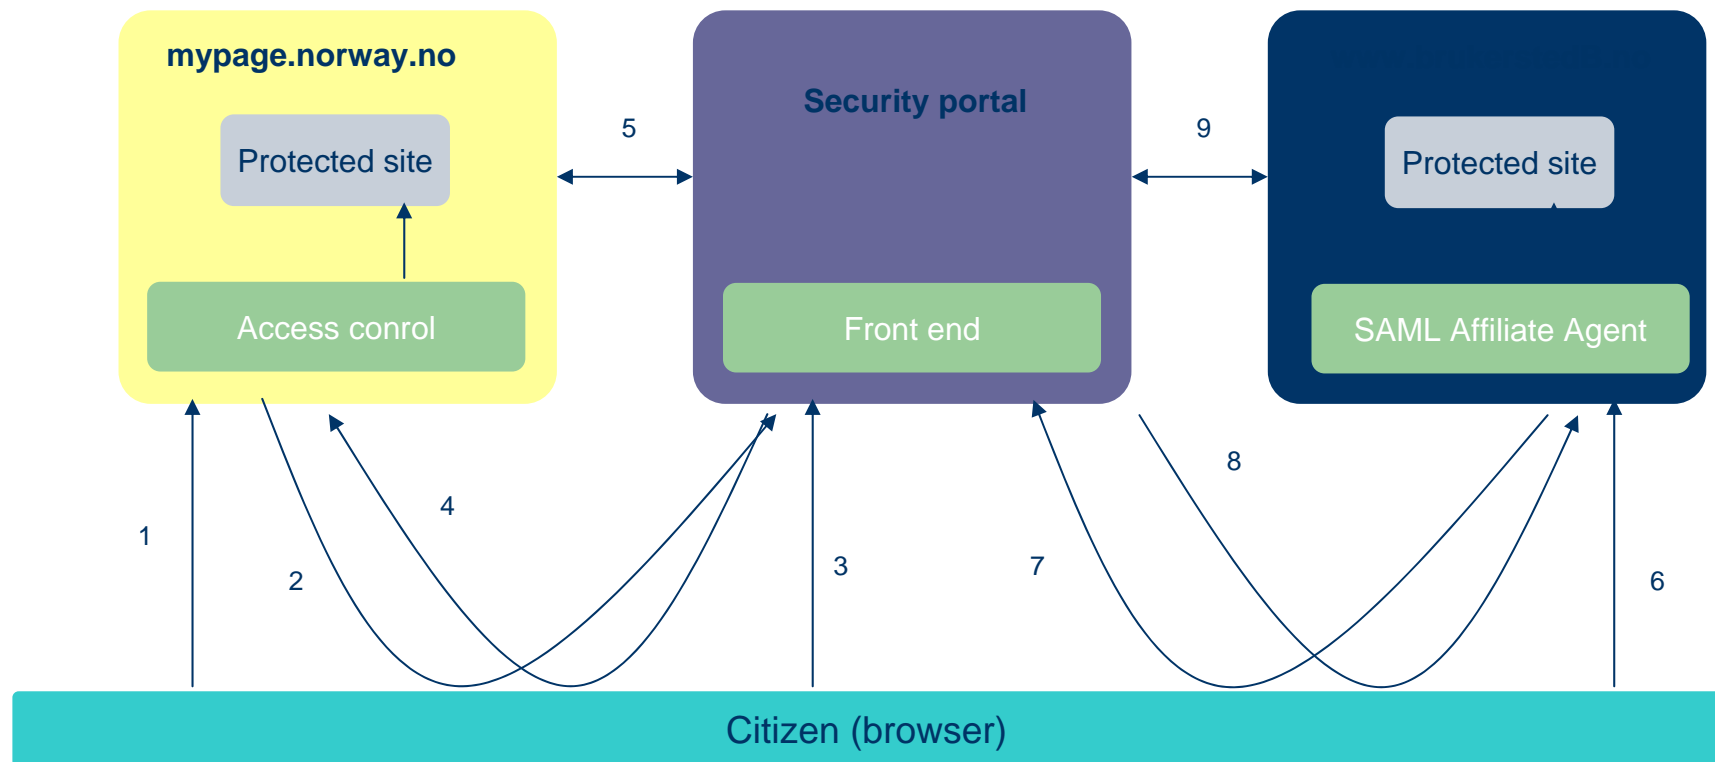 mypage.norway.no
Security portal
5
9
Protected site
Protected site
Access conrol
Front end
SAML Affiliate Agent
8
4
1
2
3
7
6
Citizen (browser)